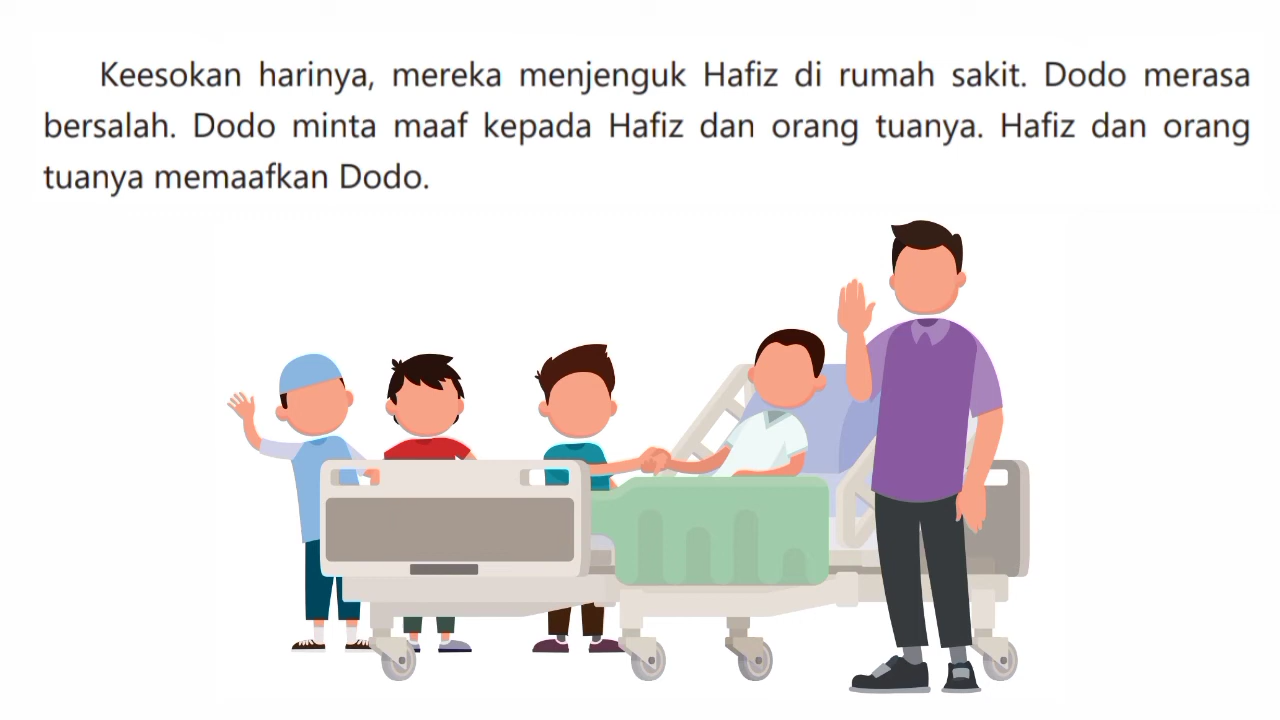 Keesokan harinya, mereka menjenguk Hafiz di rumah sakit. Dodo merasa
bersalah. Dodo minta maaf kepada Hafiz dan orang tuanya. Hafiz dan orang
tuanya memaafkan Dodo.